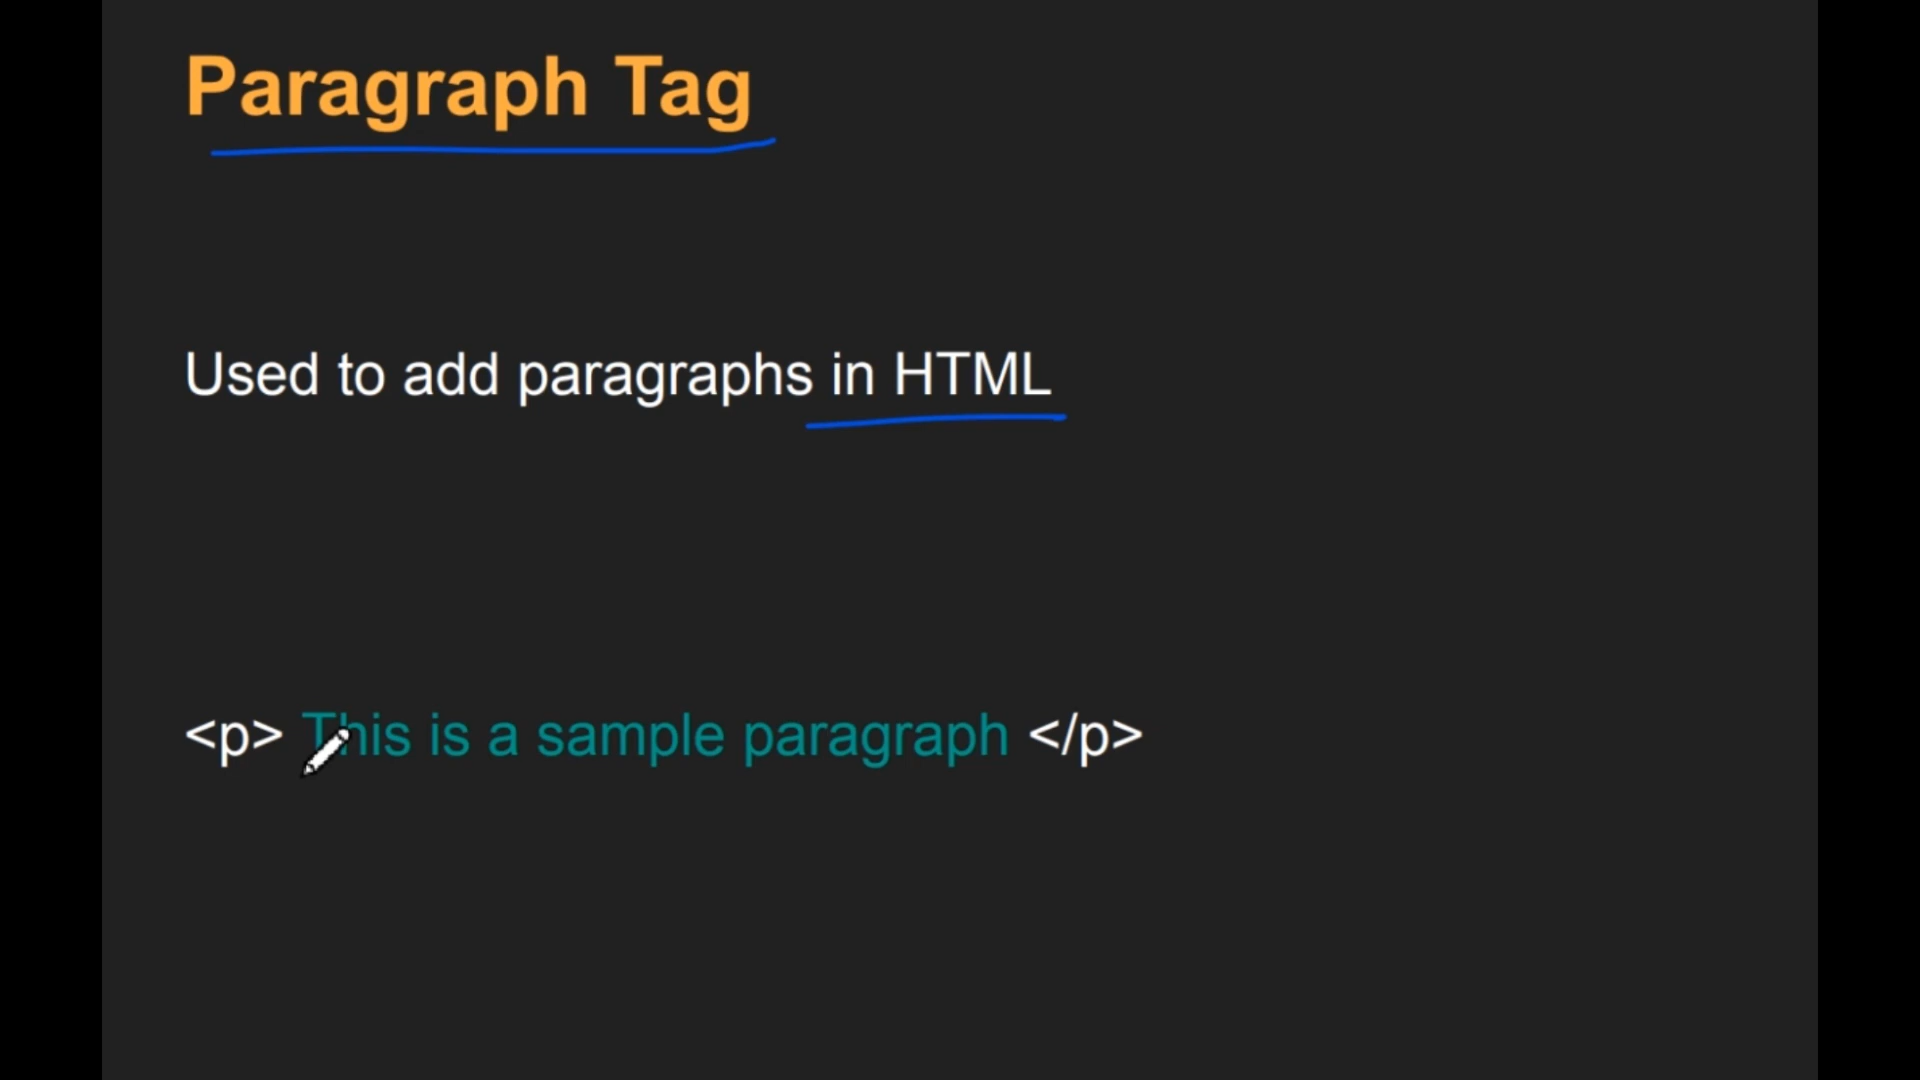 Paragraph Tag
Used to add paragraphs in HTML
<p> This is a sample paragraph </p>